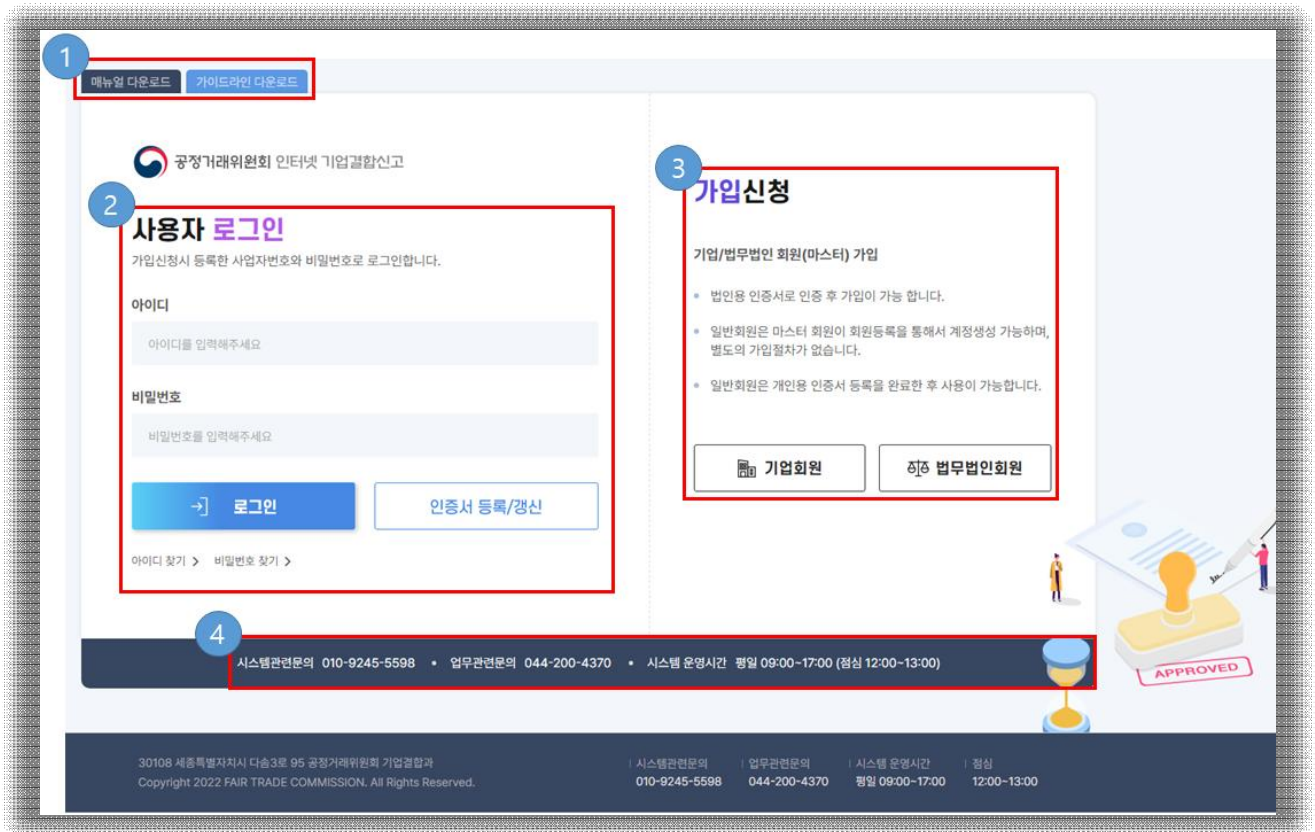 1
매뉴얼 다운로드 가이드라인 다운로드
공정거래위원회 인터넷 기업결합신고
2
사용자 로그인
가입신청시 등록한 사업자번호와 비밀번호로 로그인합니다.
아이디
아이디를 입력해주세요
비밀번호
비밀번호를 입력해주세요
로그인 인증서 등록/갱신
아이디 찾기 > 비밀번호 찾기 >
3
가입신청
기업/법무법인 회원(마스터) 가입
• 법인용 인증서로 인증 후 가입이 가능 합니다.
• 일반회원은 마스터 회원이 회원등록을 통해서 계정생성 가능하며,
별도의 가입절차가 없습니다.
• 일반회원은 개인용 인증서 등록을 완료한 후 사용이 가능합니다.
기업회원 법무법인회원
APPROVED
4
시스템관련문의 010-9245-5598 • 업무관련문의 044-200-4370 • 시스템 운영시간 평일 09:00~17:00 (점심 12:00~13:00)
30108 세종특별자치시 다솜3로 95 공정거래위원회 기업결합과
Copyright 2022 FAIR TRADE COMMISSION. All Rights Reserved.
시스템관련문의 업무관련문의 시스템 운영시간 점심
010-9245-5598 044-200-4370 평일 09:00~17:00 12:00~13:00